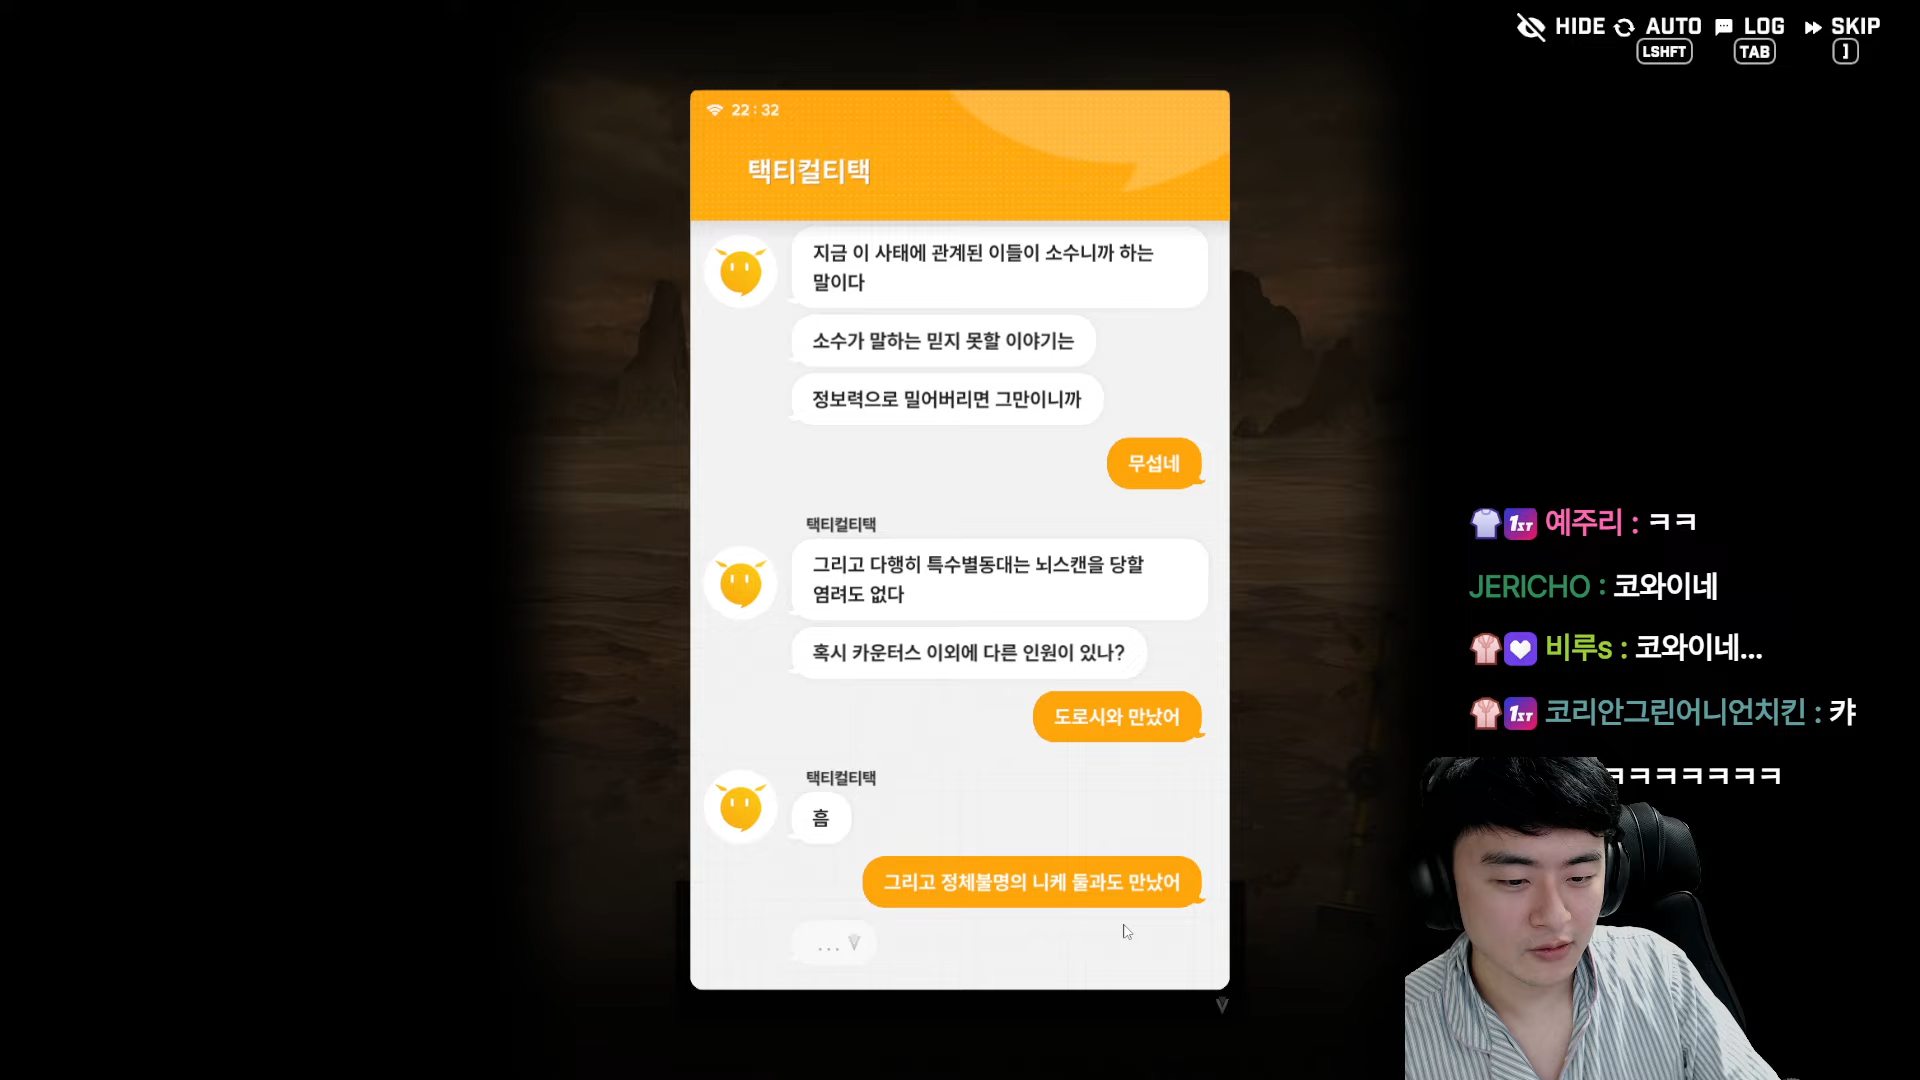 HIDE AUTO LOG SKIP
LSHFT TAB ]
22:32
택티컬티택
지금 이 사태에 관계된 이들이 소수니까 하는
말이다
소수가 말하는 믿지 못할 이야기는
정보력으로 밀어버리면 그만이니까
무섭네
택티컬티택
그리고 다행히 특수별동대는 뇌스캔을 당할
염려도 없다
혹시 카운터스 이외에 다른 인원이 있나?
도로시와 만났어
택티컬티택
흠
그리고 정체불명의 니케 둘과도 만났어
...
1ST 예주리 : ㅋㅋ
JERICHO : 코와이네
비루s : 코와이네...
1ST 코리안그린어니언치킨 : 캬
ㅋㅋㅋㅋㅋㅋㅋ